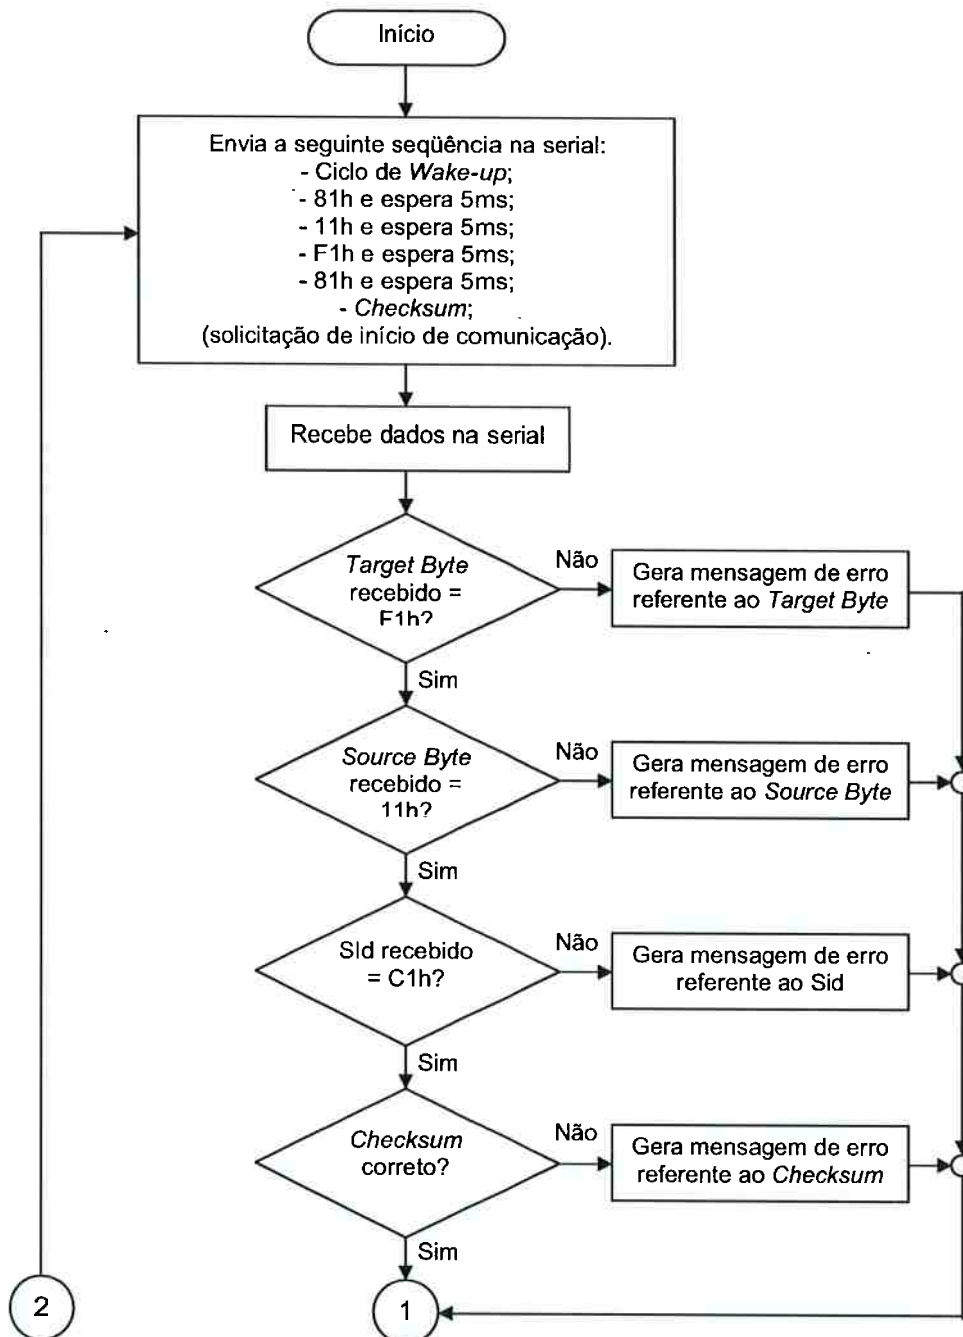 Início
Envia a seguinte seqüência na serial:
- Ciclo de Wake-up;
- 81h e espera 5ms;
- 11h e espera 5ms;
- F1h e espera 5ms;
- 81h e espera 5ms;
- Checksum;
(solicitação de início de comunicação).
Recebe dados na serial
Target Byte
recebido =
F1h?
Não
Gera mensagem de erro
referente ao Target Byte
Sim
Source Byte
recebido =
11h?
Não
Gera mensagem de erro
referente ao Source Byte
Sim
SId recebido
= C1h?
Não
Gera mensagem de erro
referente ao Sid
Sim
Checksum
correto?
Não
Gera mensagem de erro
referente ao Checksum
Sim
2
1